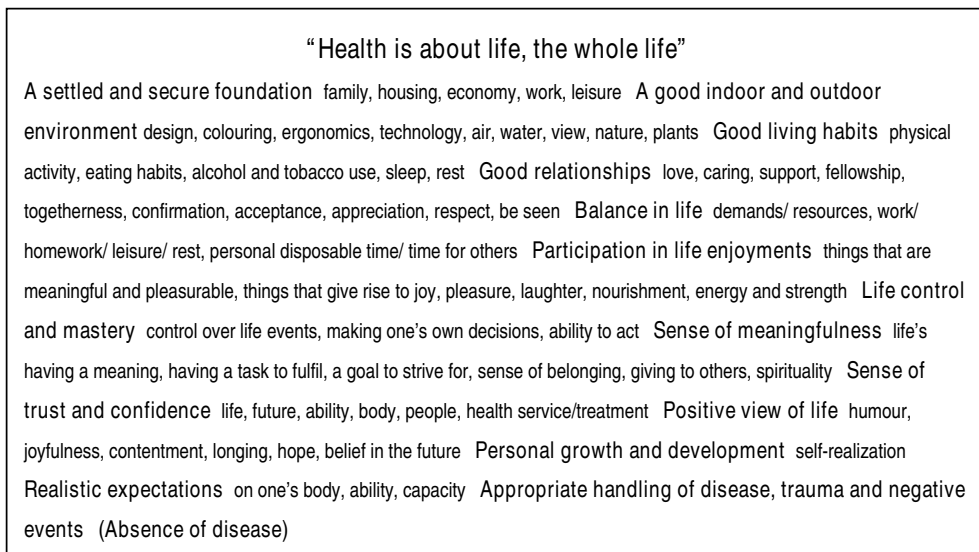 “Health is about life, the whole life”
A settled and secure foundation family, housing, economy, work, leisure A good indoor and outdoor
environment design, colouring, ergonomics, technology, air, water, view, nature, plants Good living habits physical
activity, eating habits, alcohol and tobacco use, sleep, rest Good relationships love, caring, support, fellowship,
togetherness, confirmation, acceptance, appreciation, respect, be seen Balance in life demands/ resources, work/
homework/ leisure/ rest, personal disposable time/ time for others Participation in life enjoyments things that are
meaningful and pleasurable, things that give rise to joy, pleasure, laughter, nourishment, energy and strength Life control
and mastery control over life events, making one’s own decisions, ability to act Sense of meaningfulness life’s
having a meaning, having a task to fulfil, a goal to strive for, sense of belonging, giving to others, spirituality Sense of
trust and confidence life, future, ability, body, people, health service/treatment Positive view of life humour,
joyfulness, contentment, longing, hope, belief in the future Personal growth and development self-realization
Realistic expectations on one’s body, ability, capacity Appropriate handling of disease, trauma and negative
events (Absence of disease)